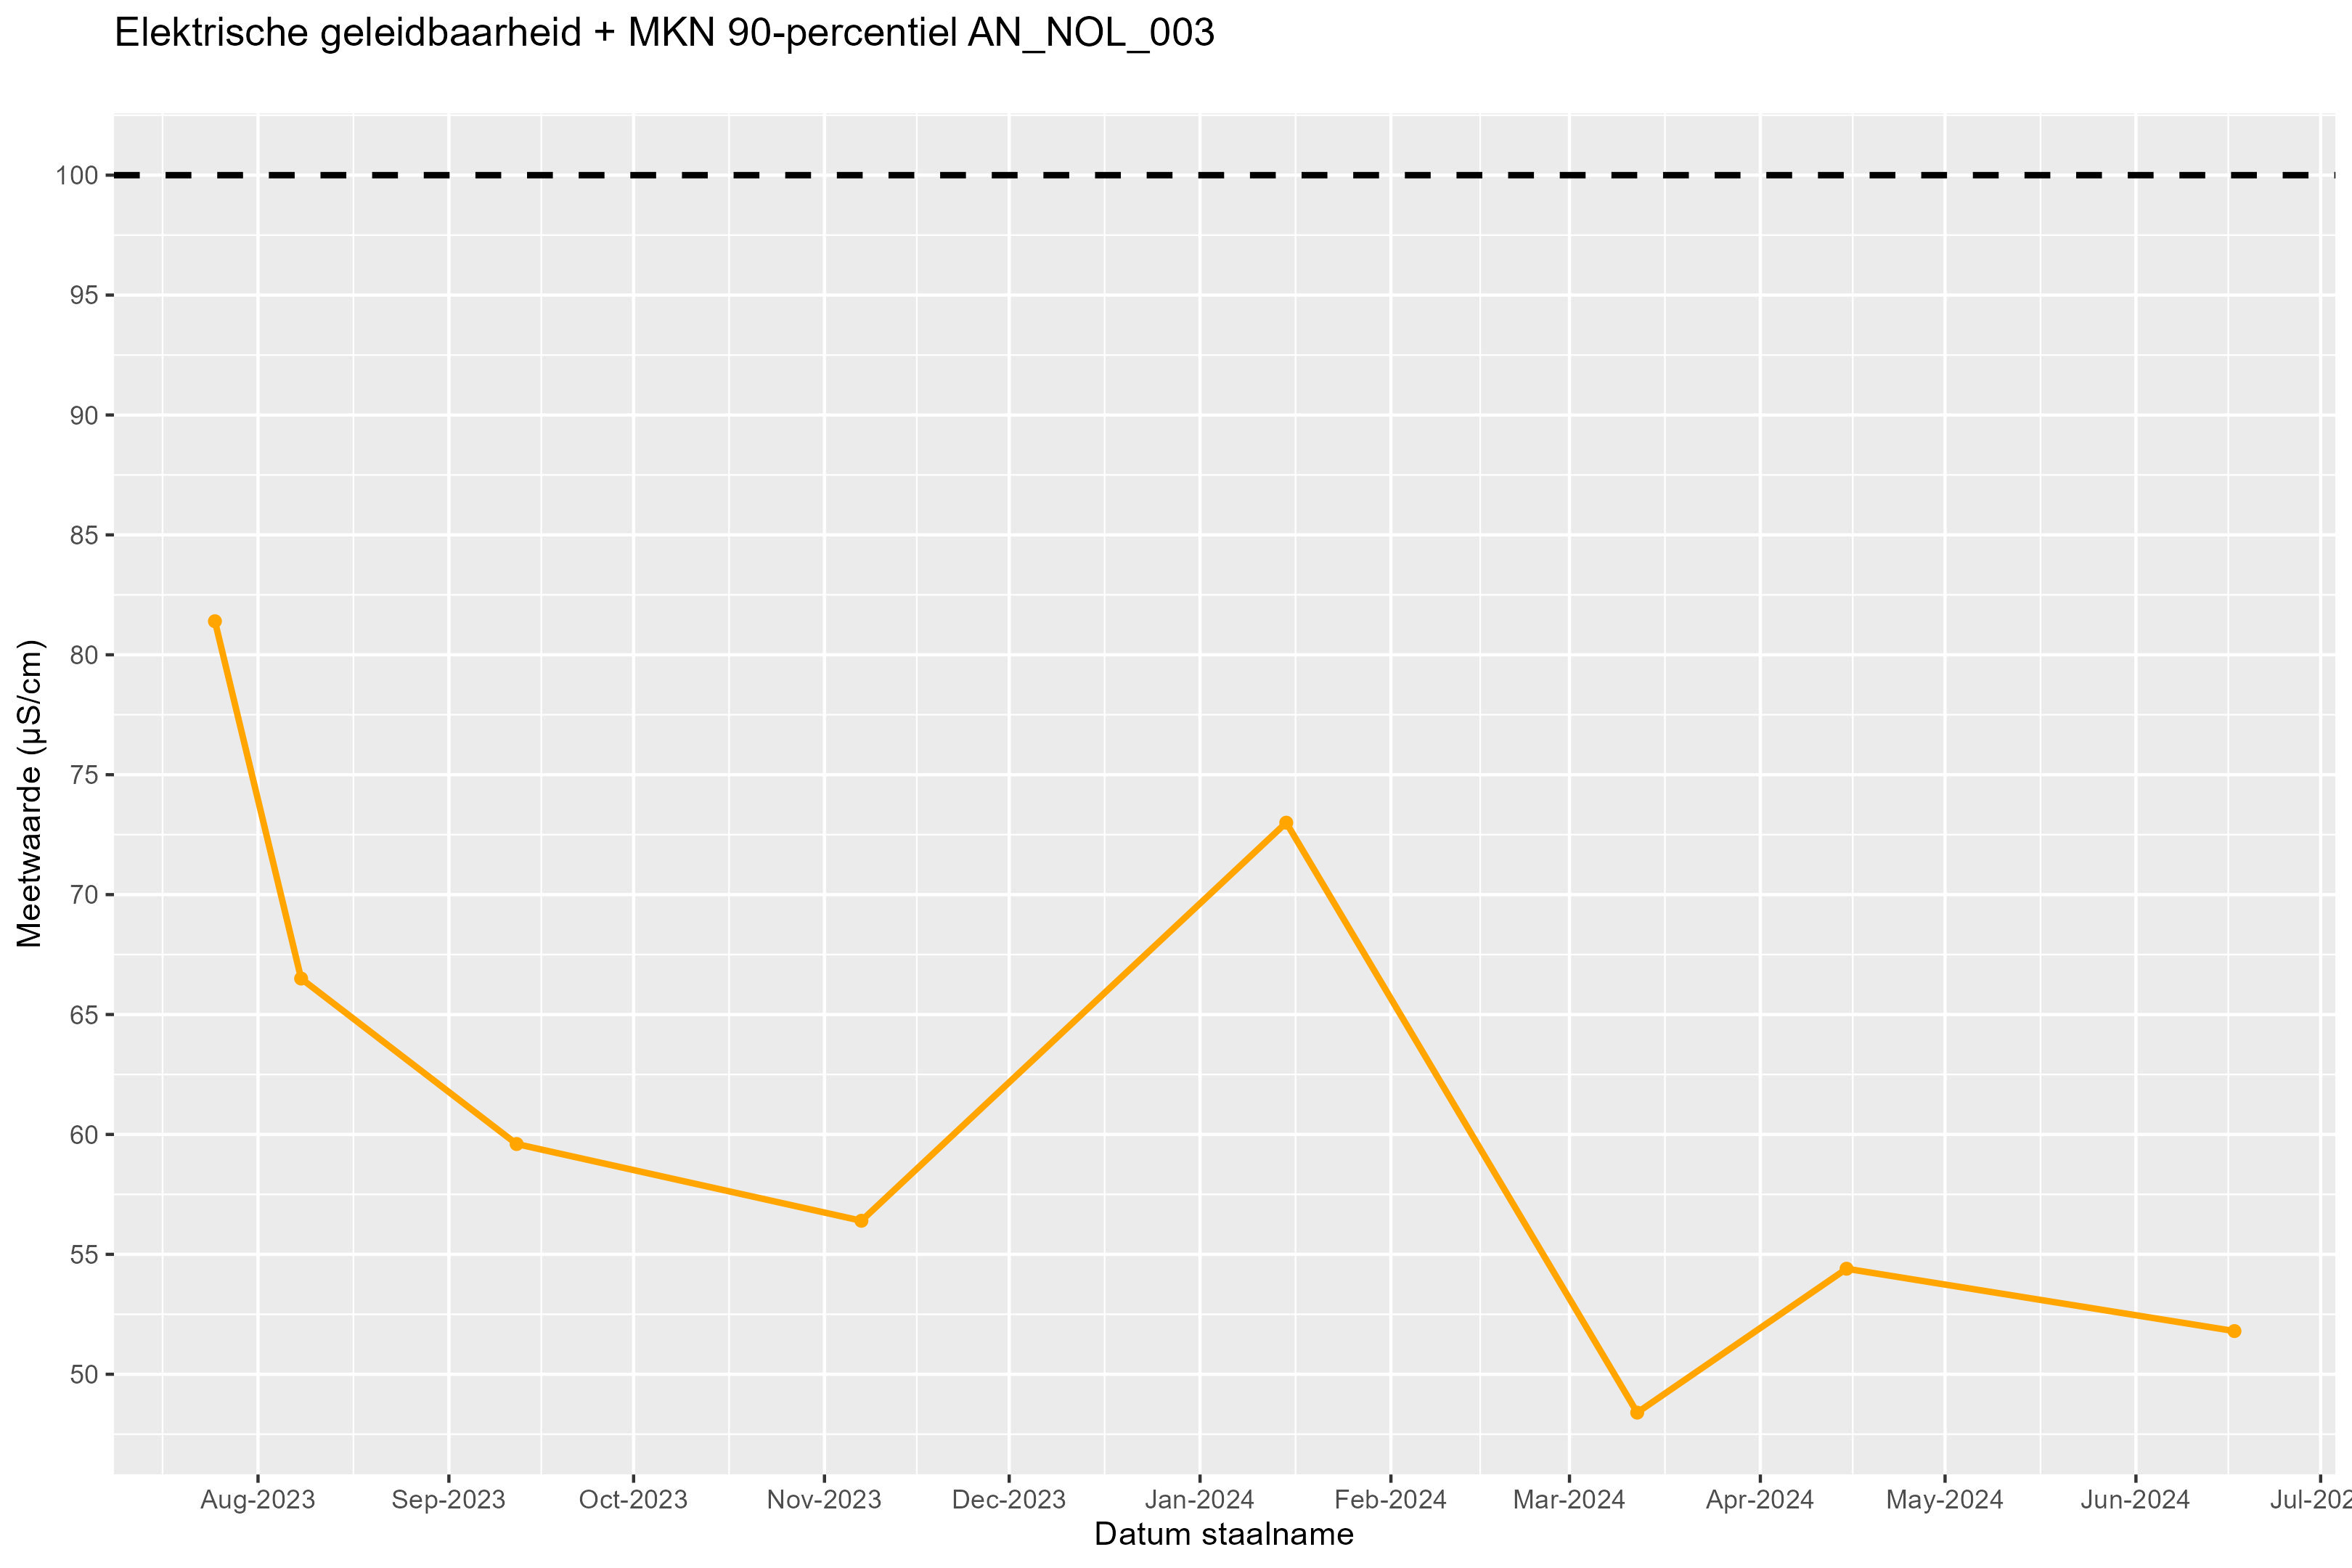 Elektrische geleidbaarheid + MKN 90-percentiel AN_NOL_003
Meetwaarde (µS/cm)
100
95
90
85
80
75
70
65
60
55
50
Aug-2023 Sep-2023 Oct-2023 Nov-2023 Dec-2023 Jan-2024 Feb-2024 Mar-2024 Apr-2024 May-2024 Jun-2024 Jul-202
Datum staalname